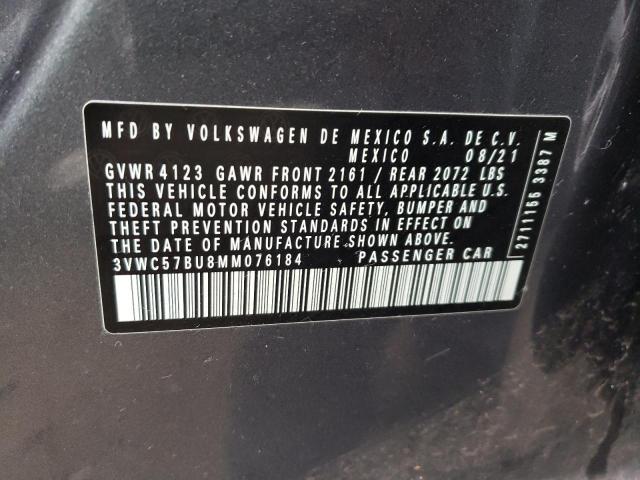 MFD BY VOLKSWAGEN DE MEXICO S.A. DE C.V.
MEXICO 08/21
GVWR 4123 GAWR FRONT 2161 / REAR 2072 LBS
THIS VEHICLE CONFORMS TO ALL APPLICABLE U.S.
FEDERAL MOTOR VEHICLE SAFETY, BUMPER AND
THEFT PREVENTION STANDARDS IN EFFECT ON
THE DATE OF MANUFACTURE SHOWN ABOVE.
3VWC57BU8MM076184 PASSENGER CAR
2711155 3387 M